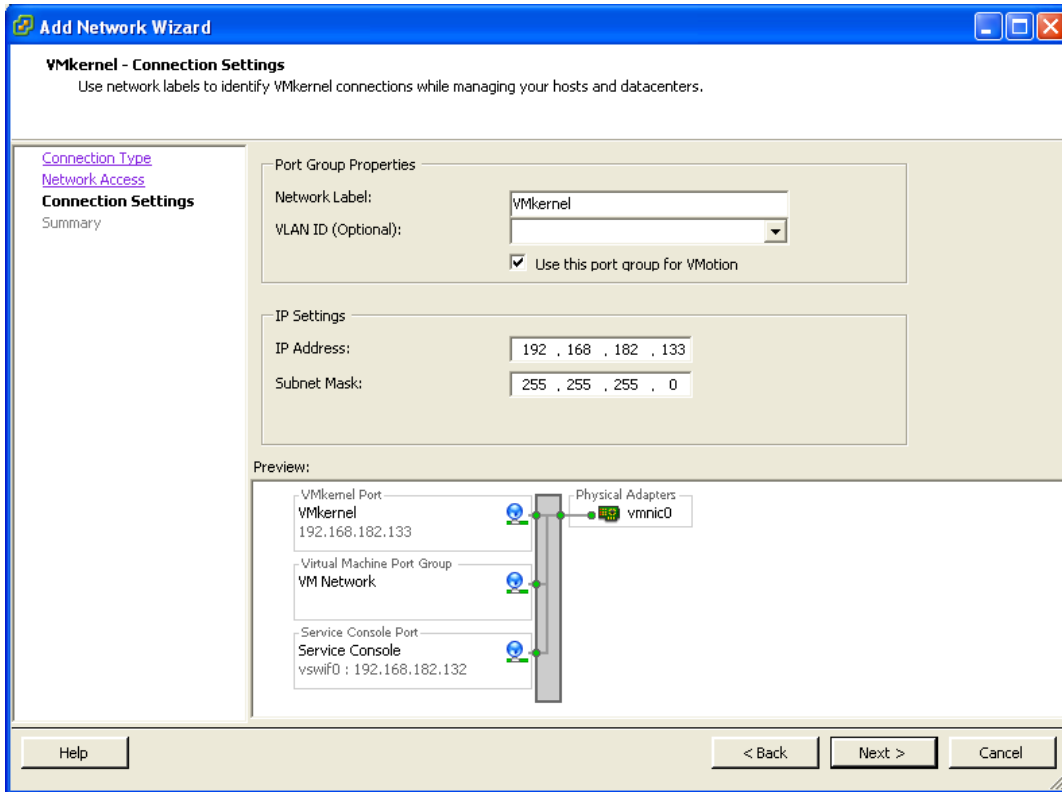 Add Network Wizard
VMkernel - Connection Settings
Use network labels to identify VMkernel connections while managing your hosts and datacenters.
Connection Type
Network Access
Connection Settings
Summary
Port Group Properties
Network Label:
VMkernel
VLAN ID (Optional):
Use this port group for VMotion
IP Settings
IP Address:
192 . 168 . 182 . 133
Subnet Mask:
255 . 255 . 255 . 0
Preview:
VMkernel Port
VMkernel
192.168.182.133
Physical Adapters
vmnic0
Virtual Machine Port Group
VM Network
Service Console Port
Service Console
vswif0 : 192.168.182.132
Help
< Back
Next >
Cancel